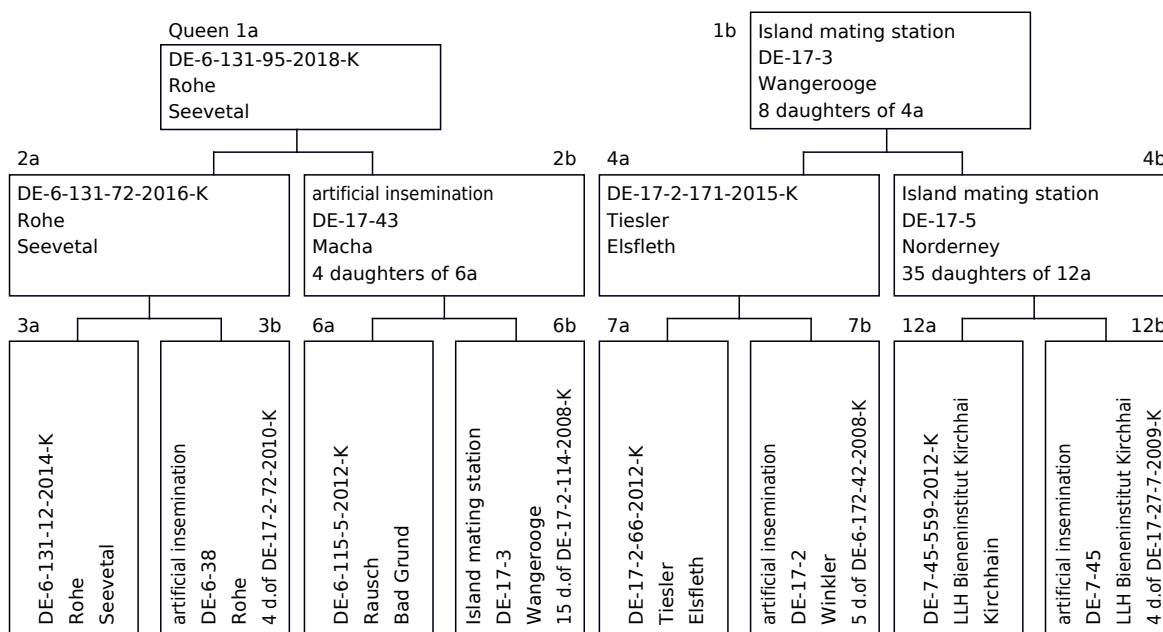 Queen 1a
DE-6-131-95-2018-K
Rohe
Seevetal
1b
Island mating station
DE-17-3
Wangerooge
8 daughters of 4a
2a
DE-6-131-72-2016-K
Rohe
Seevetal
2b
artificial insemination
DE-17-43
Macha
4 daughters of 6a
4a
DE-17-2-171-2015-K
Tiesler
Elsfleth
4b
Island mating station
DE-17-5
Norderney
35 daughters of 12a
3a
DE-6-131-12-2014-K
Rohe
Seevetal
3b
artificial insemination
DE-6-38
Rohe
4 d.of DE-17-2-72-2010-K
6a
DE-6-115-5-2012-K
Rausch
Bad Grund
6b
Island mating station
DE-17-3
Wangerooge
15 d.of DE-17-2-114-2008-K
7a
DE-17-2-66-2012-K
Tiesler
Elsfleth
7b
artificial insemination
DE-17-2
Winkler
5 d.of DE-6-172-42-2008-K
12a
DE-7-45-559-2012-K
LLH Bieneninstitut Kirchhai
Kirchhain
12b
artificial insemination
DE-7-45
LLH Bieneninstitut Kirchhai
4 d.of DE-17-27-7-2009-K